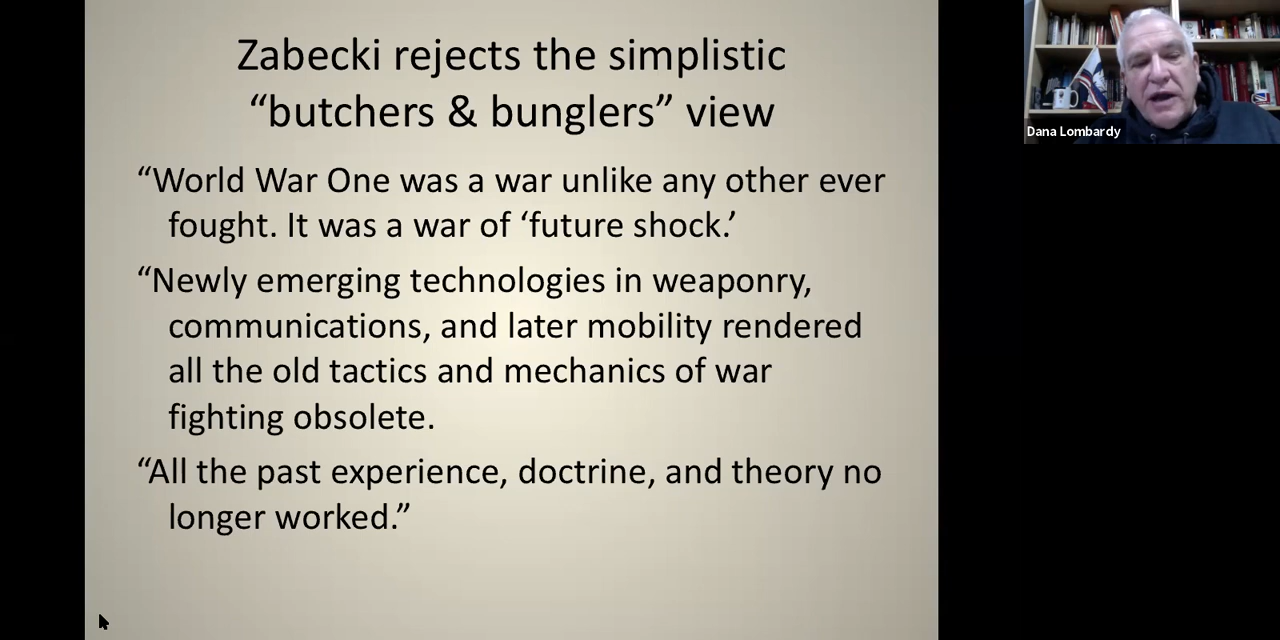 Zabecki rejects the simplistic
“butchers & bunglers” view
“World War One was a war unlike any other ever
fought. It was a war of ‘future shock.’
“Newly emerging technologies in weaponry,
communications, and later mobility rendered
all the old tactics and mechanics of war
fighting obsolete.
“All the past experience, doctrine, and theory no
longer worked.”
Dana Lombardy